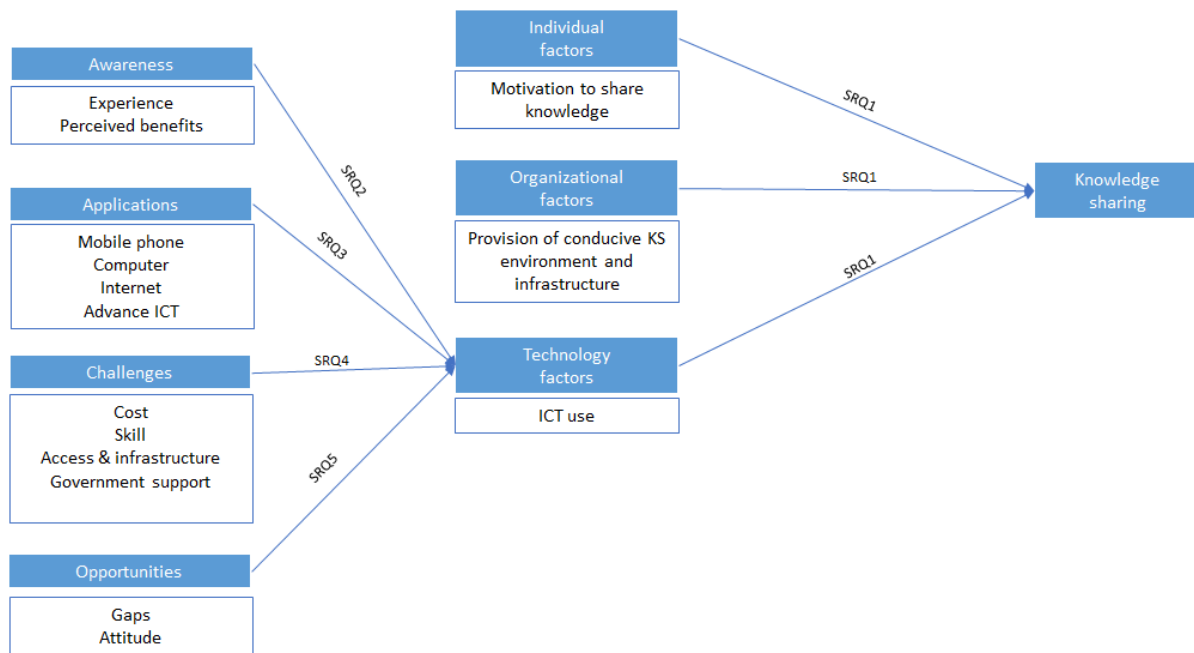 Awareness
Experience
Perceived benefits
Applications
Mobile phone
Computer
Internet
Advance ICT
Challenges
Cost
Skill
Access & infrastructure
Government support
Opportunities
Gaps
Attitude
SRQ2
SRQ3
SRQ4
SRQ5
Individual
factors
Motivation to share
knowledge
Organizational
factors
Provision of conducive KS
environment and
infrastructure
Technology
factors
ICT use
SRQ1
SRQ1
SRQ1
Knowledge
sharing